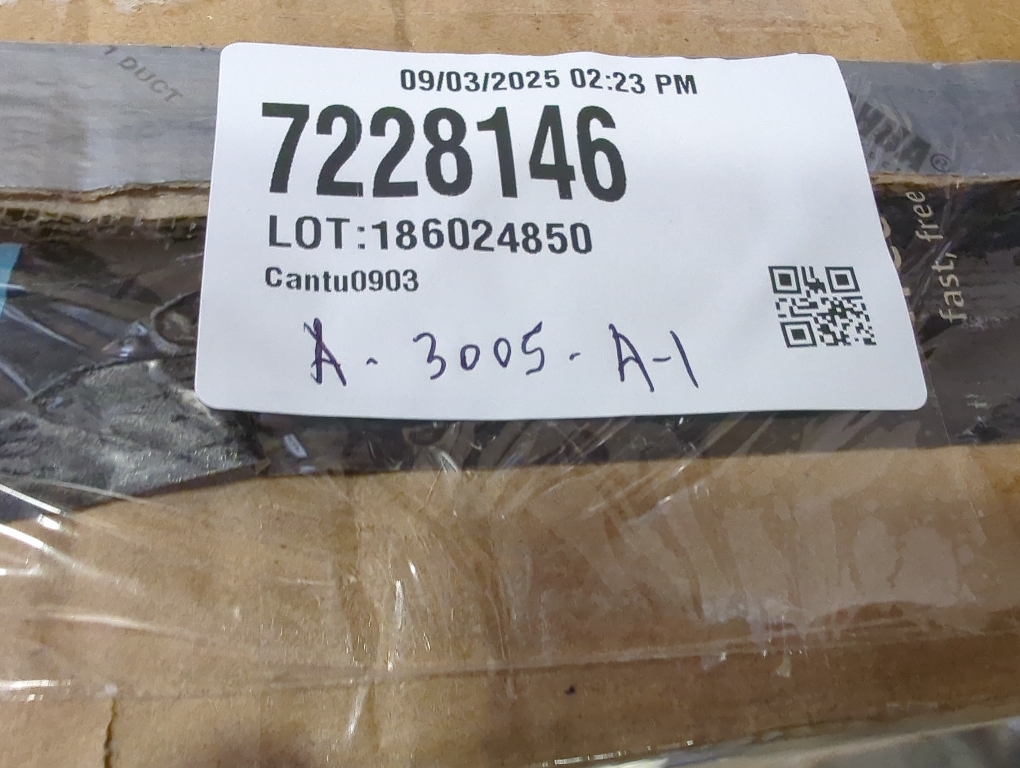 09/03/2025 02:23 PM
7228146
LOT:186024850
Cantu0903
A - 3005 - A-1
DUCT
fast, free